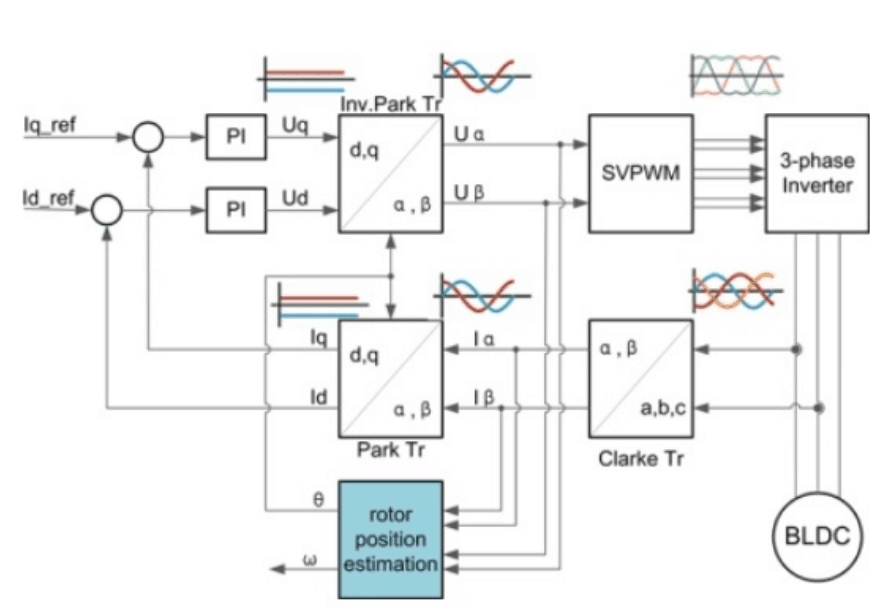 Inv.Park Tr
Iq_ref
PI
Uq
d,q
α , β
U α
U β
SVPWM
3-phase
Inverter
Id_ref
PI
Ud
Iq
Id
d,q
α , β
Park Tr
I α
I β
α , β
a,b,c
Clarke Tr
θ
ω
rotor
position
estimation
BLDC